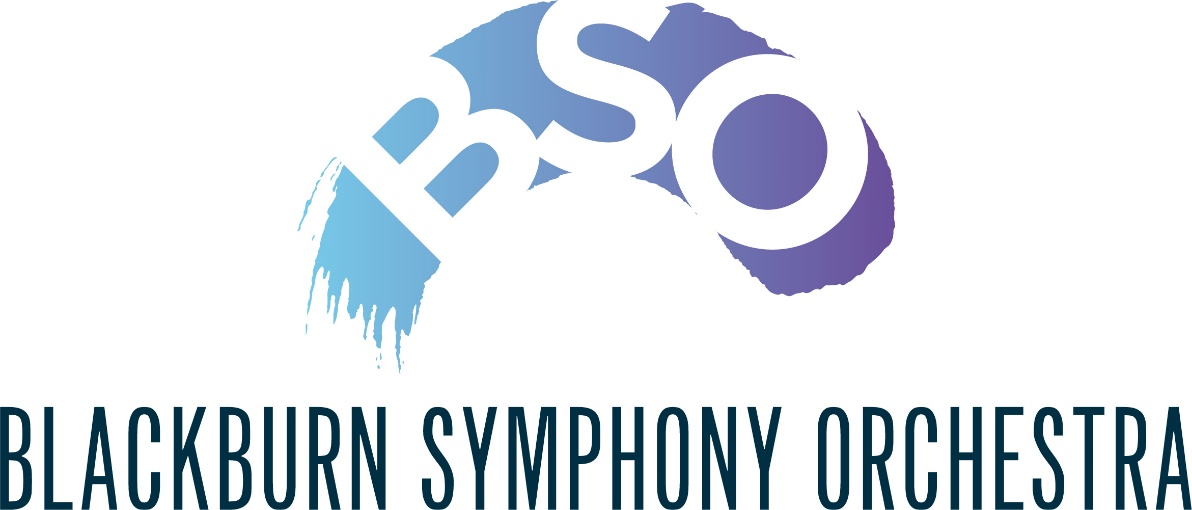 BSO
BLACKBURN SYMPHONY ORCHESTRA